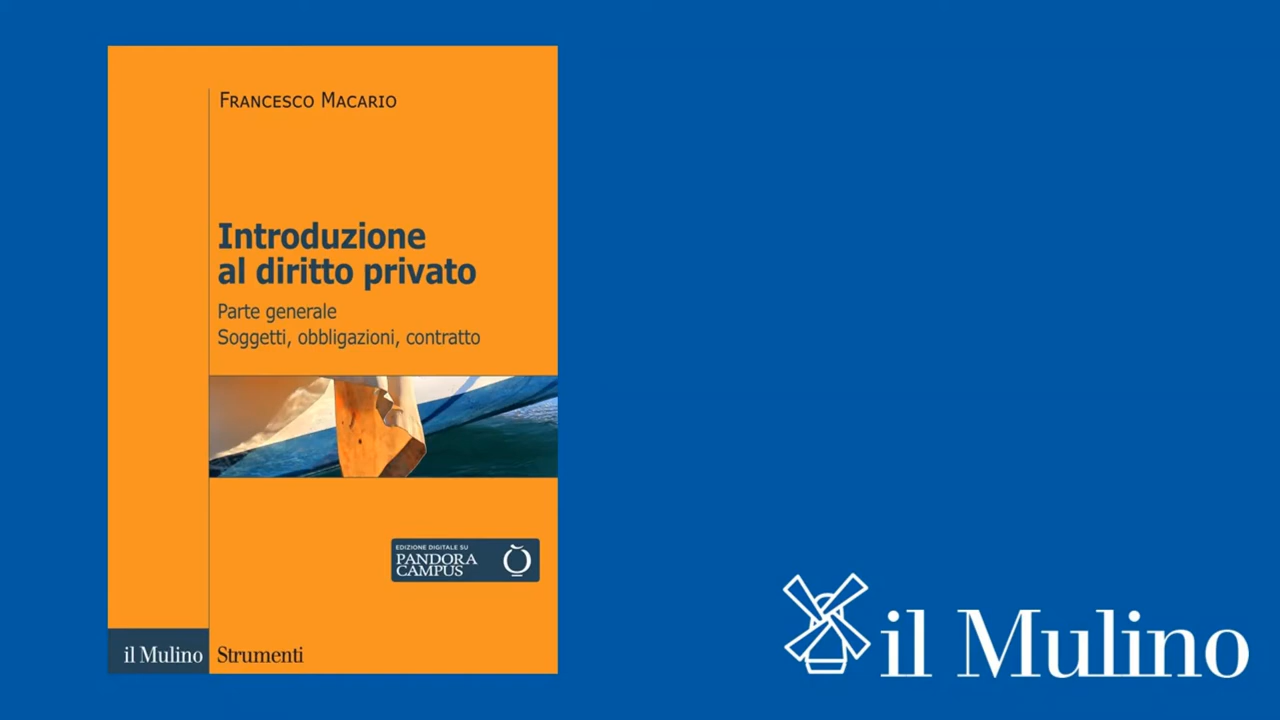 Francesco Macario
Introduzione
al diritto privato
Parte generale
Soggetti, obbligazioni, contratto
EDIZIONE DIGITALE SU
PANDORA
CAMPUS
il Mulino Strumenti
il Mulino